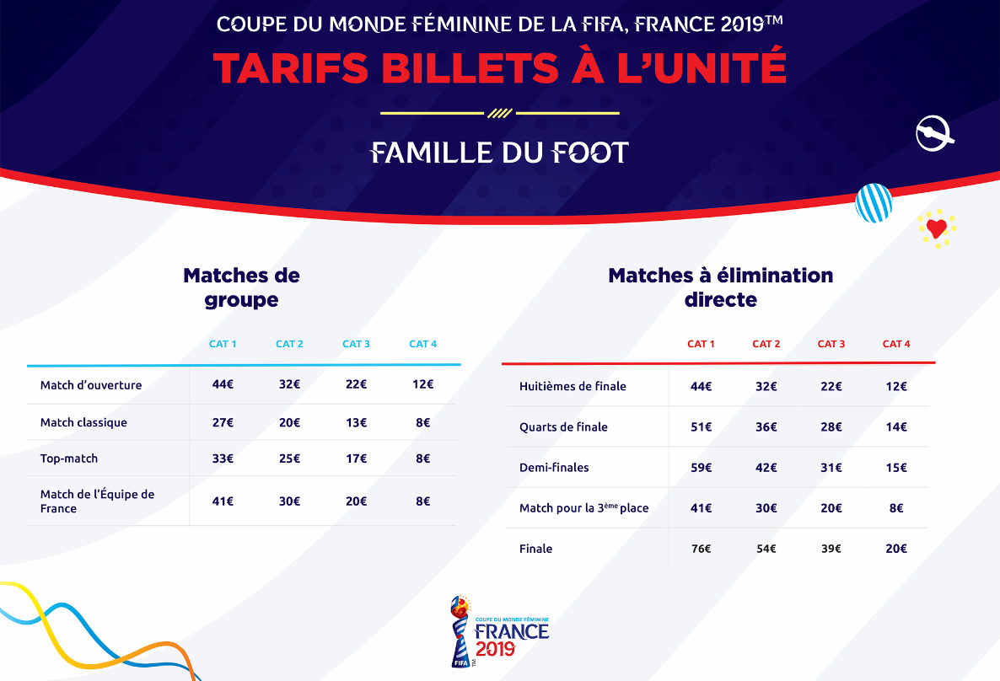 COUPE DU MONDE FÉMININE DE LA FIFA, FRANCE 2019™
TARIFS BILLETS À L'UNITÉ
FAMILLE DU FOOT
Matches de
groupe
CAT 1 CAT 2 CAT 3 CAT 4
Match d'ouverture 44€ 32€ 22€ 12€
Match classique 27€ 20€ 13€ 8€
Top-match 33€ 25€ 17€ 8€
Match de l'Équipe de
France 41€ 30€ 20€ 8€
Matches à élimination
directe
CAT 1 CAT 2 CAT 3 CAT 4
Huitièmes de finale 44€ 32€ 22€ 12€
Quarts de finale 51€ 36€ 28€ 14€
Demi-finales 59€ 42€ 31€ 15€
Match pour la 3ème place 41€ 30€ 20€ 8€
Finale 76€ 54€ 39€ 20€
COUPE DU MONDE FÉMININE
FRANCE
2019
FIFA TM